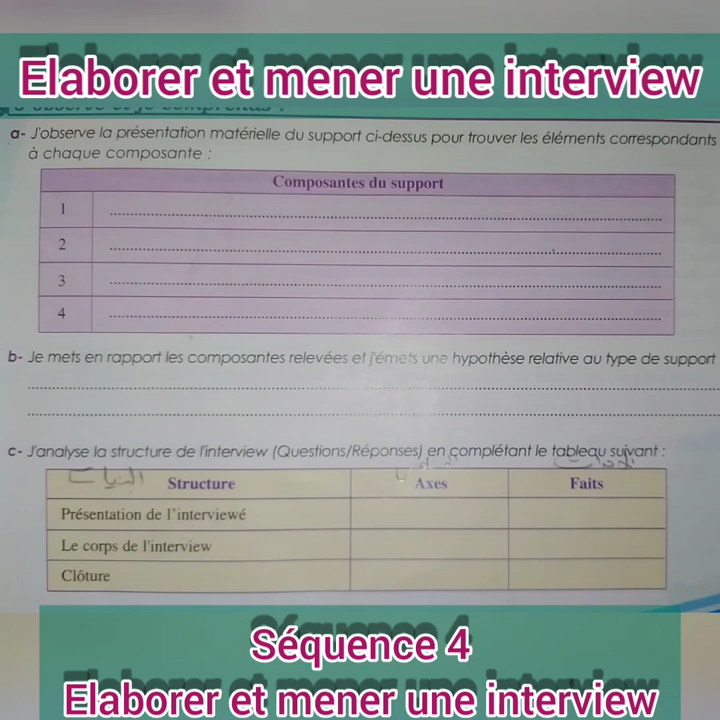 Elaborer et mener une interview
a- J'observe la présentation matérielle du support ci-dessus pour trouver les éléments correspondants
à chaque composante :
Composantes du support
1
2
3
4
b- Je mets en rapport les composantes relevées et j'émets une hypothèse relative au type de support
c- J'analyse la structure de l'interview (Questions/Réponses) en complétant le tableau suivant :
Structure Axes Faits
Présentation de l'interviewé
Le corps de l'interview
Clôture
Séquence 4
Elaborer et mener une interview